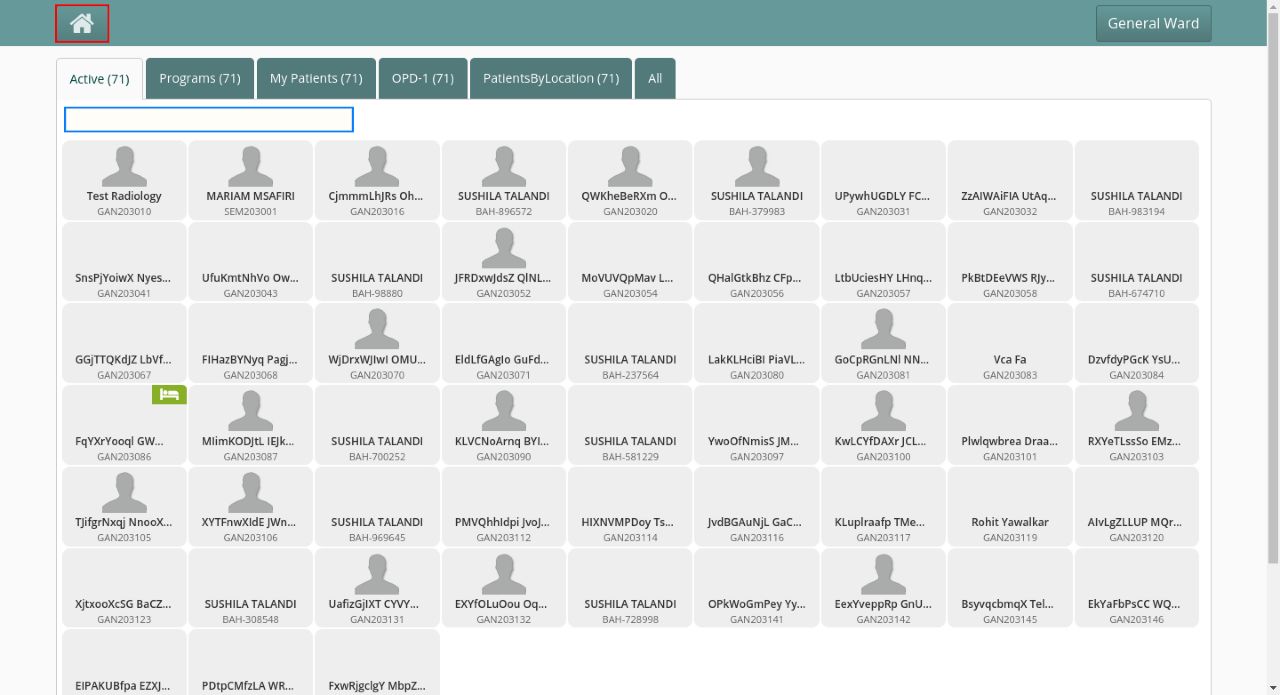 General Ward
Active (71) Programs (71) My Patients (71) OPD-1 (71) PatientsByLocation (71) All
Test Radiology MARIAM MSAFIRI CjmmmLhJRs Oh... SUSHILA TALANDI QWKheBeRXm O... SUSHILA TALANDI UPywhUGDLY FC... ZzAIWAiFIA UtAq... SUSHILA TALANDI
GAN203010 SEM203001 GAN203016 BAH-896572 GAN203020 BAH-379983 GAN203031 GAN203032 BAH-983194
SnsPjYoiwX Nyes... UfuKmtNhVo Ow... SUSHILA TALANDI JFRDxwJdsZ QlNL... MoVUVQpMav L... QHalGtkBhz CFp... LtbUciesHY LHnq... PkBtDEeVWS RJy... SUSHILA TALANDI
GAN203041 GAN203043 BAH-98880 GAN203052 GAN203054 GAN203056 GAN203057 GAN203058 BAH-674710
GGjTTQKdJZ LbVf... FIHazBYNyq Pagj... WjDrxWJIwI OMU... EldLfGAgIo GuFd... SUSHILA TALANDI LakKLHciBI PiaVL... GoCpRGnLNl NN... Vca Fa DzvfdyPGcK YsU...
GAN203067 GAN203068 GAN203070 GAN203071 BAH-237564 GAN203080 GAN203081 GAN203083 GAN203084
FqYXrYooql GW... MIimKODJtL IEJk... SUSHILA TALANDI KLVCNoArnq BYI... SUSHILA TALANDI YwoOfNmisS JM... KwLCYfDAXr JCL... Plwlqwbrea Draa... RXYeTLssSo EMz...
GAN203086 GAN203087 BAH-700252 GAN203090 BAH-581229 GAN203097 GAN203100 GAN203101 GAN203103
TJifgrNxqj NnooX... XYTFnwXIdE JWn... SUSHILA TALANDI PMVQhhIdpi JvoJ... HIXNVMPDoy Ts... JvdBGAuNjL GaC... KLuplraafp TMe... Rohit Yawalkar AIvLgZLLUP MQr...
GAN203105 GAN203106 BAH-969645 GAN203112 GAN203114 GAN203116 GAN203117 GAN203119 GAN203120
XjtxooXcSG BaCZ... SUSHILA TALANDI UafizGjIXT CYVY... EXYfOLuOou Oq... SUSHILA TALANDI OPkWoGmPey Yy... EexYveppRp GnU... BsyvqcbmqX Tel... EkYaFbPsCC WQ...
GAN203123 BAH-308548 GAN203131 GAN203132 BAH-728998 GAN203141 GAN203142 GAN203145 GAN203146
EIPAKUBfpa EZXJ... PDtpCMfzLA WR... FxwRjgclgY MbpZ...